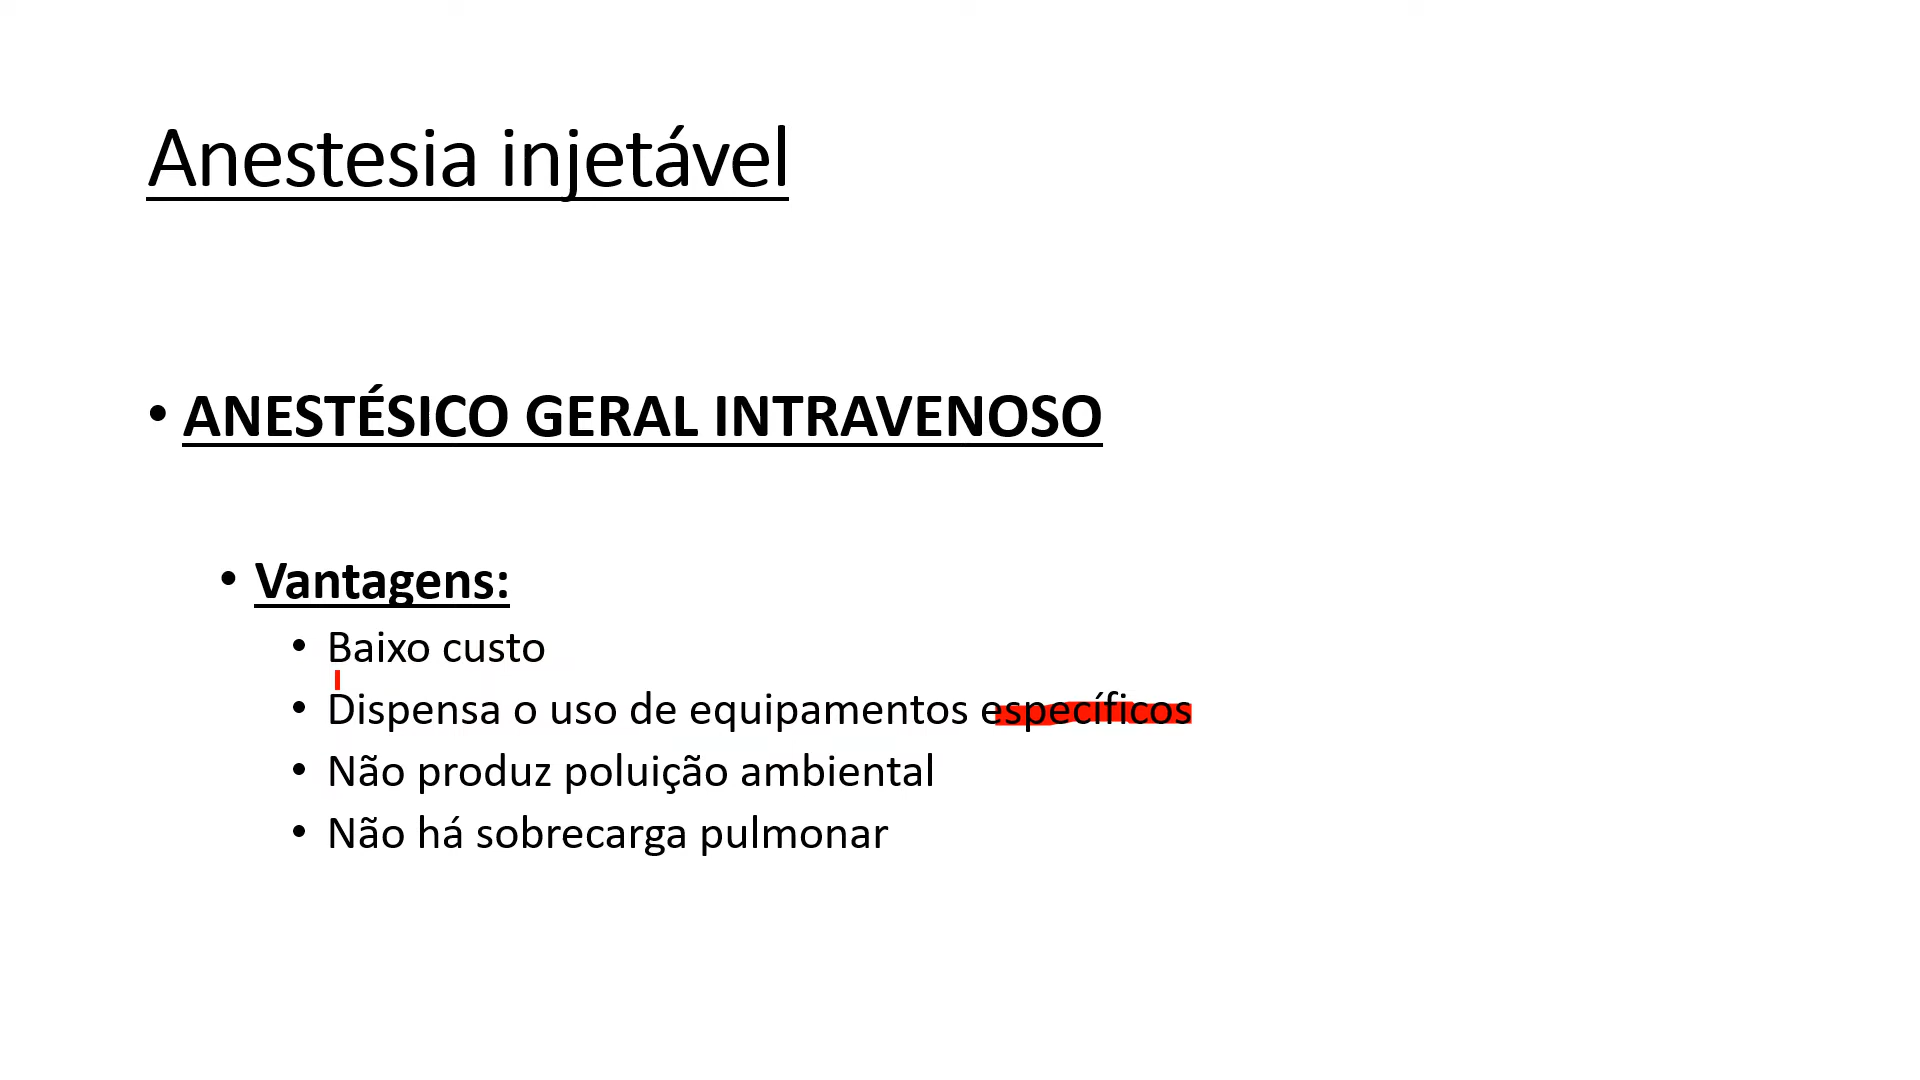 Anestesia injetável
• ANESTÉSICO GERAL INTRAVENOSO
• Vantagens:
• Baixo custo
• Dispensa o uso de equipamentos específicos
• Não produz poluição ambiental
• Não há sobrecarga pulmonar